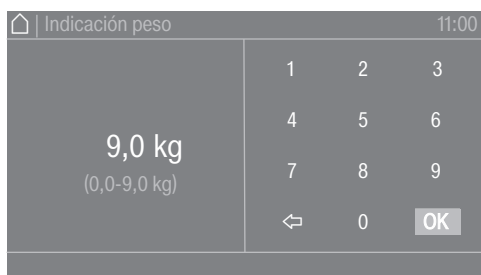 Indicación peso 11:00
9,0 kg
(0,0-9,0 kg)
1 2 3
4 5 6
7 8 9
0 OK